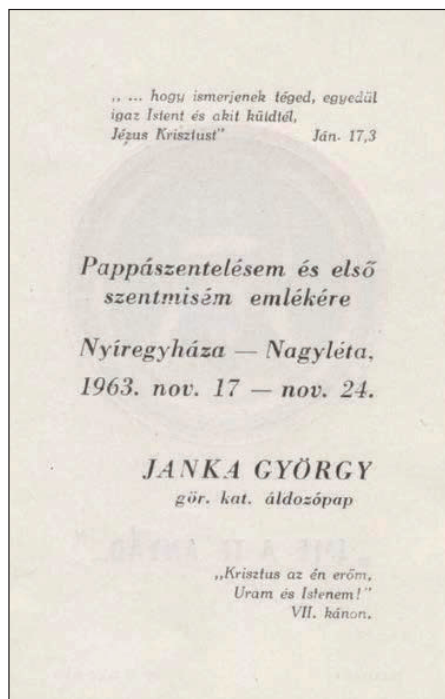 „ ... hogy ismerjenek téged, egyedül
igaz Istent és akit küldtél,
Jézus Krisztust" Ján. 17,3
Pappászentelésem és első
szentmisém emlékére
Nyíregyháza — Nagyléta,
1963. nov. 17 — nov. 24.
JANKA GYÖRGY
gör. kat. áldozópap
„Krisztus az én erőm,
Uram és Istenem!"
VII. kánon.